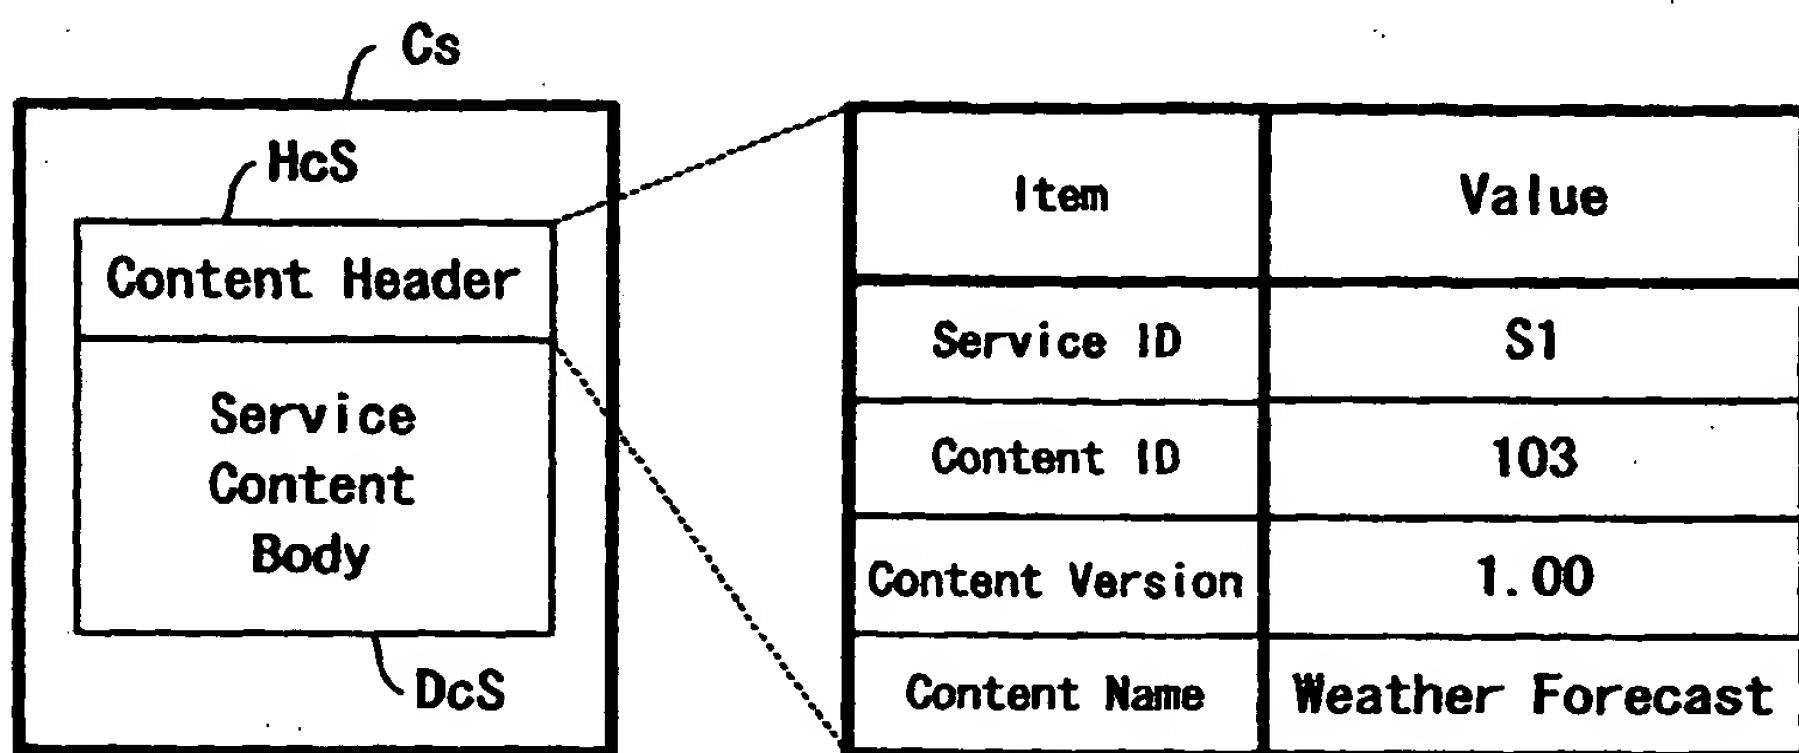 Cs
HcS
Content Header
Service
Content
Body
DcS
Item Value
Service ID S1
Content ID 103
Content Version 1.00
Content Name Weather Forecast